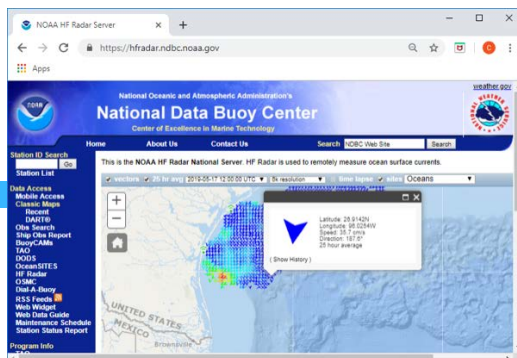 NOAA HF Radar Server
https://hfradar.ndbc.noaa.gov
Apps
weather.gov
National Oceanic and Atmospheric Administration's
National Data Buoy Center
Center of Excellence in Marine Technology
Home About Us Contact Us Search NDBC Web Site Search
Station ID Search
Go
Station List
Data Access
Mobile Access
Classic Maps
Recent
DART®
Obs Search
Ship Obs Report
BuoyCAMs
TAO
DODS
OceanSITES
HF Radar
OSMC
Dial-A-Buoy
RSS Feeds
Web Widget
Web Data Guide
Maintenance Schedule
Station Status Report
Program Info
This is the NOAA HF Radar National Server. HF Radar is used to remotely measure ocean surface currents.
vectors 25 hr avg 2019-05-17 12:00:00 UTC 6k resolution time lapse sites Oceans
+
−
Latitude: 26.9142N
Longitude: 96.0254W
Speed: 35.7 cm/s
Direction: 187.6°
25 hour average
( Show History )
UNITED STATES
MEXICO
Brownsville